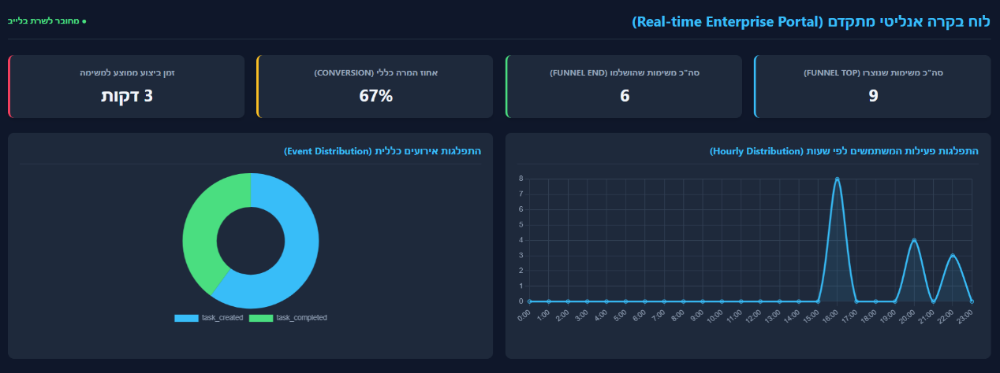 לוח בקרה אנליטי מתקדם (Real-time Enterprise Portal)
● מחובר לשרת בלייב
סה"כ משימות שנוצרו (FUNNEL TOP)
9
סה"כ משימות שהושלמו (FUNNEL END)
6
אחוז המרה כללי (CONVERSION)
67%
זמן ביצוע ממוצע למשימה
3 דקות
התפלגות פעילות המשתמשים לפי שעות (Hourly Distribution)
8
7
6
5
4
3
2
1
0
0:00 1:00 2:00 3:00 4:00 5:00 6:00 7:00 8:00 9:00 10:00 11:00 12:00 13:00 14:00 15:00 16:00 17:00 18:00 19:00 20:00 21:00 22:00 23:00
התפלגות אירועים כללית (Event Distribution)
task_created task_completed